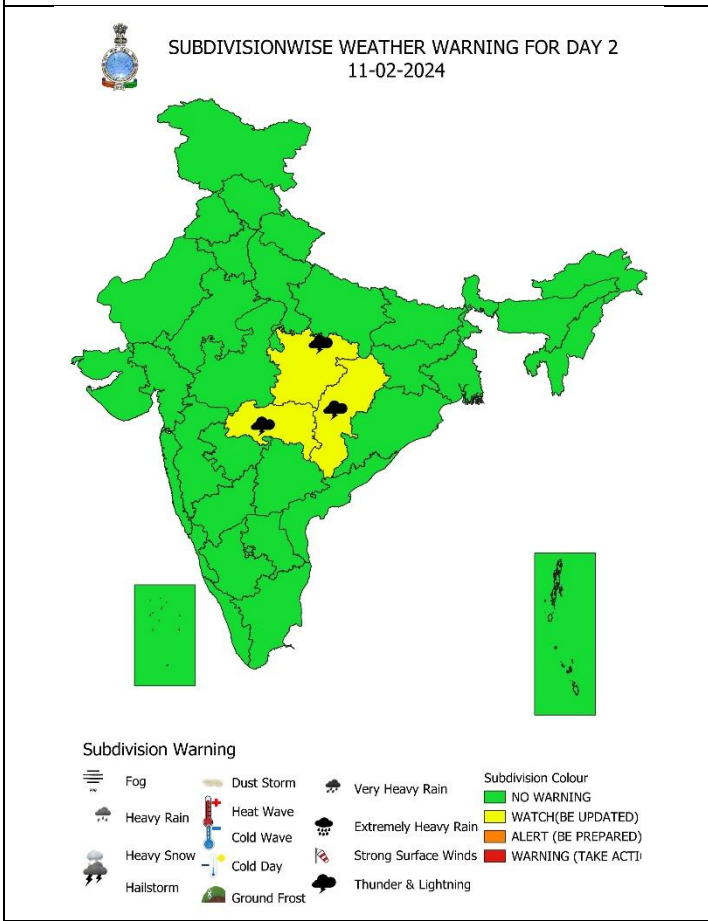 SUBDIVISIONWISE WEATHER WARNING FOR DAY 2
11-02-2024
Subdivision Warning
Fog
Heavy Rain
Heavy Snow
Hailstorm
Dust Storm
Heat Wave
Cold Wave
Cold Day
Ground Frost
Very Heavy Rain
Extremely Heavy Rain
Strong Surface Winds
Thunder & Lightning
Subdivision Colour
NO WARNING
WATCH(BE UPDATED)
ALERT (BE PREPARED)
WARNING (TAKE ACTI